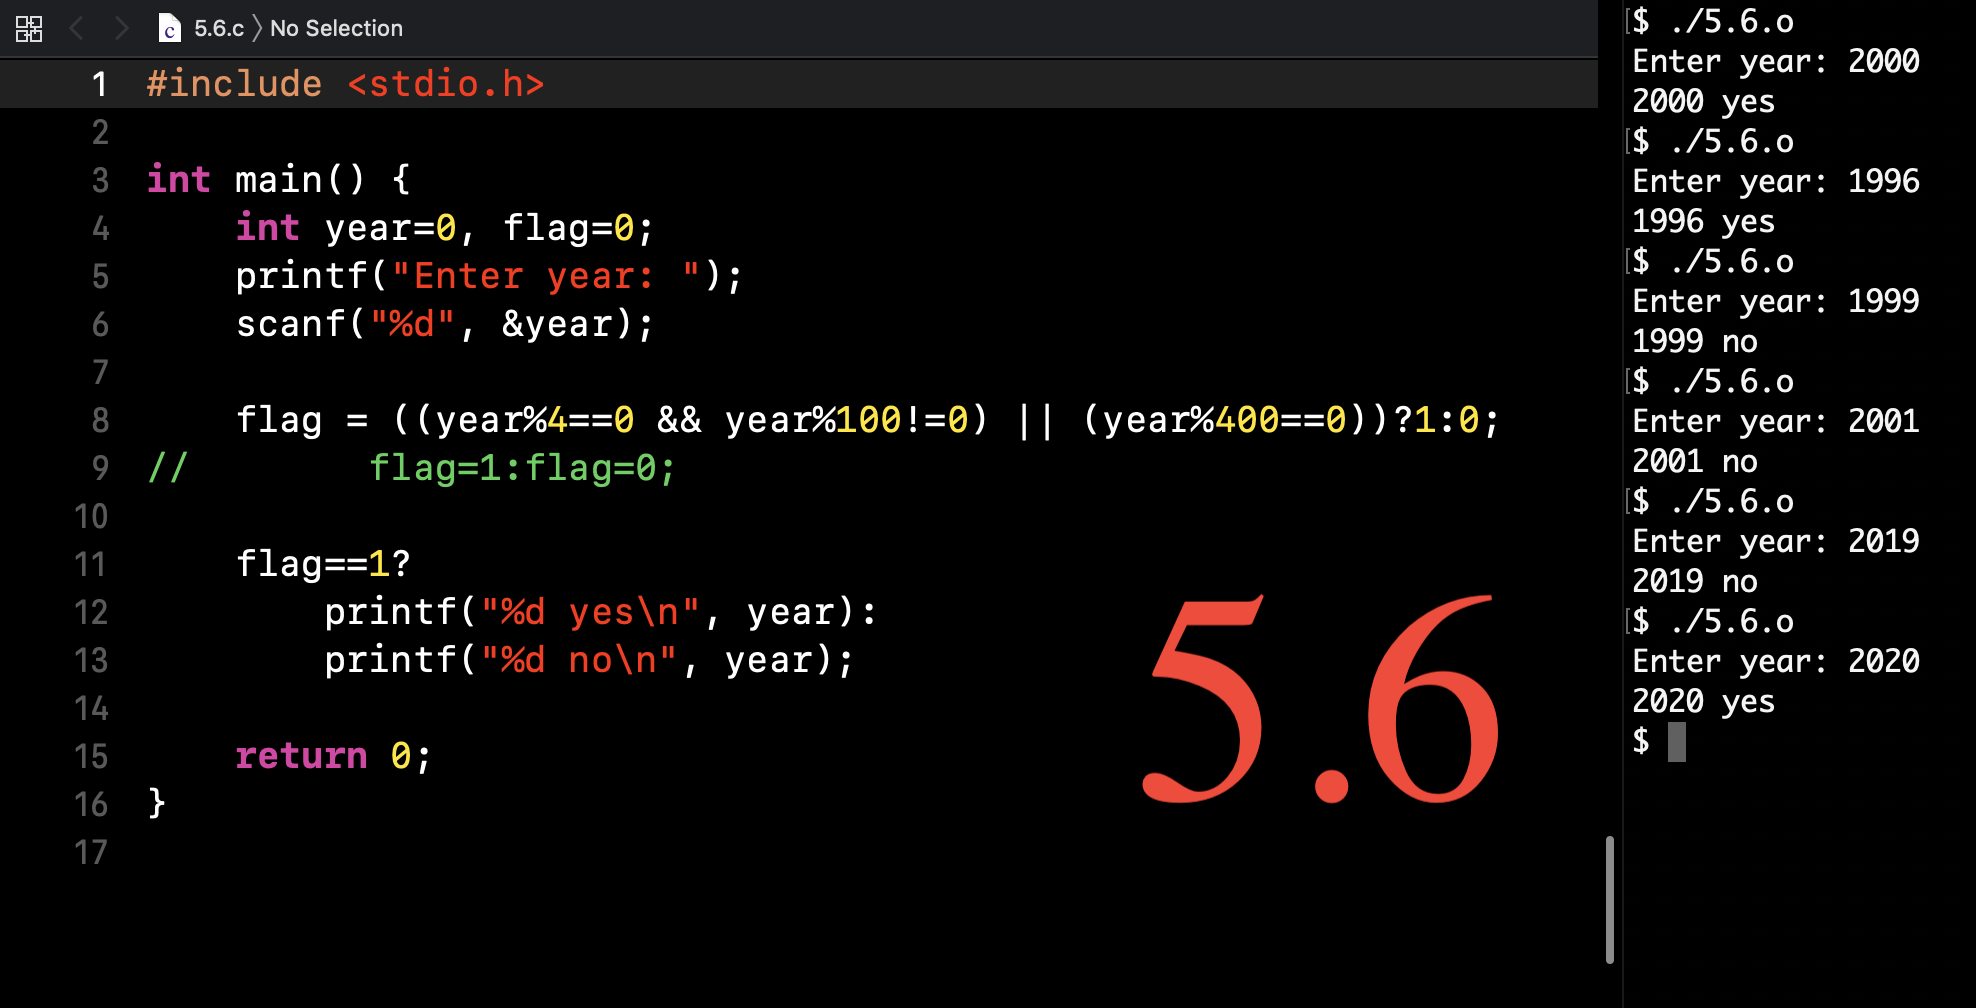 5.6.c 〉 No Selection
1 #include <stdio.h>
2
3 int main() {
4     int year=0, flag=0;
5     printf("Enter year: ");
6     scanf("%d", &year);
7
8     flag = ((year%4==0 && year%100!=0) || (year%400==0))?1:0;
9 //        flag=1:flag=0;
10
11     flag==1?
12         printf("%d yes\n", year):
13         printf("%d no\n", year);
14
15     return 0;
16 }
17
5.6
[$ ./5.6.o
Enter year: 2000
2000 yes
[$ ./5.6.o
Enter year: 1996
1996 yes
[$ ./5.6.o
Enter year: 1999
1999 no
[$ ./5.6.o
Enter year: 2001
2001 no
[$ ./5.6.o
Enter year: 2019
2019 no
[$ ./5.6.o
Enter year: 2020
2020 yes
$